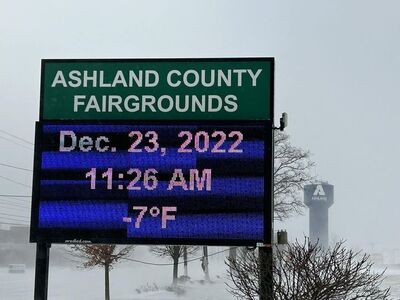 ASHLAND COUNTY
FAIRGROUNDS
Dec. 23, 2022
11:26 AM
-7°F